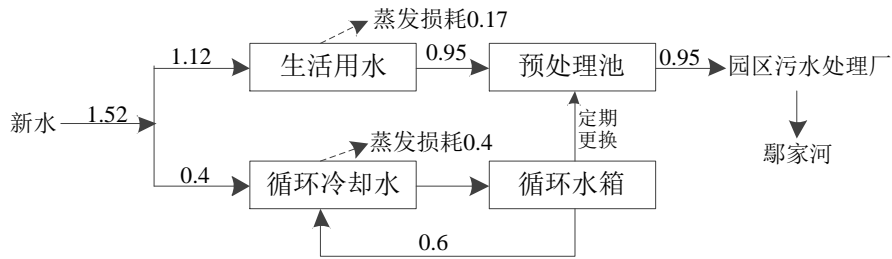 蒸发损耗0.17
1.12
生活用水
0.95
预处理池
0.95
园区污水处理厂
新水
1.52
定期
更换
蒸发损耗0.4
鄢家河
0.4
循环冷却水
循环水箱
0.6